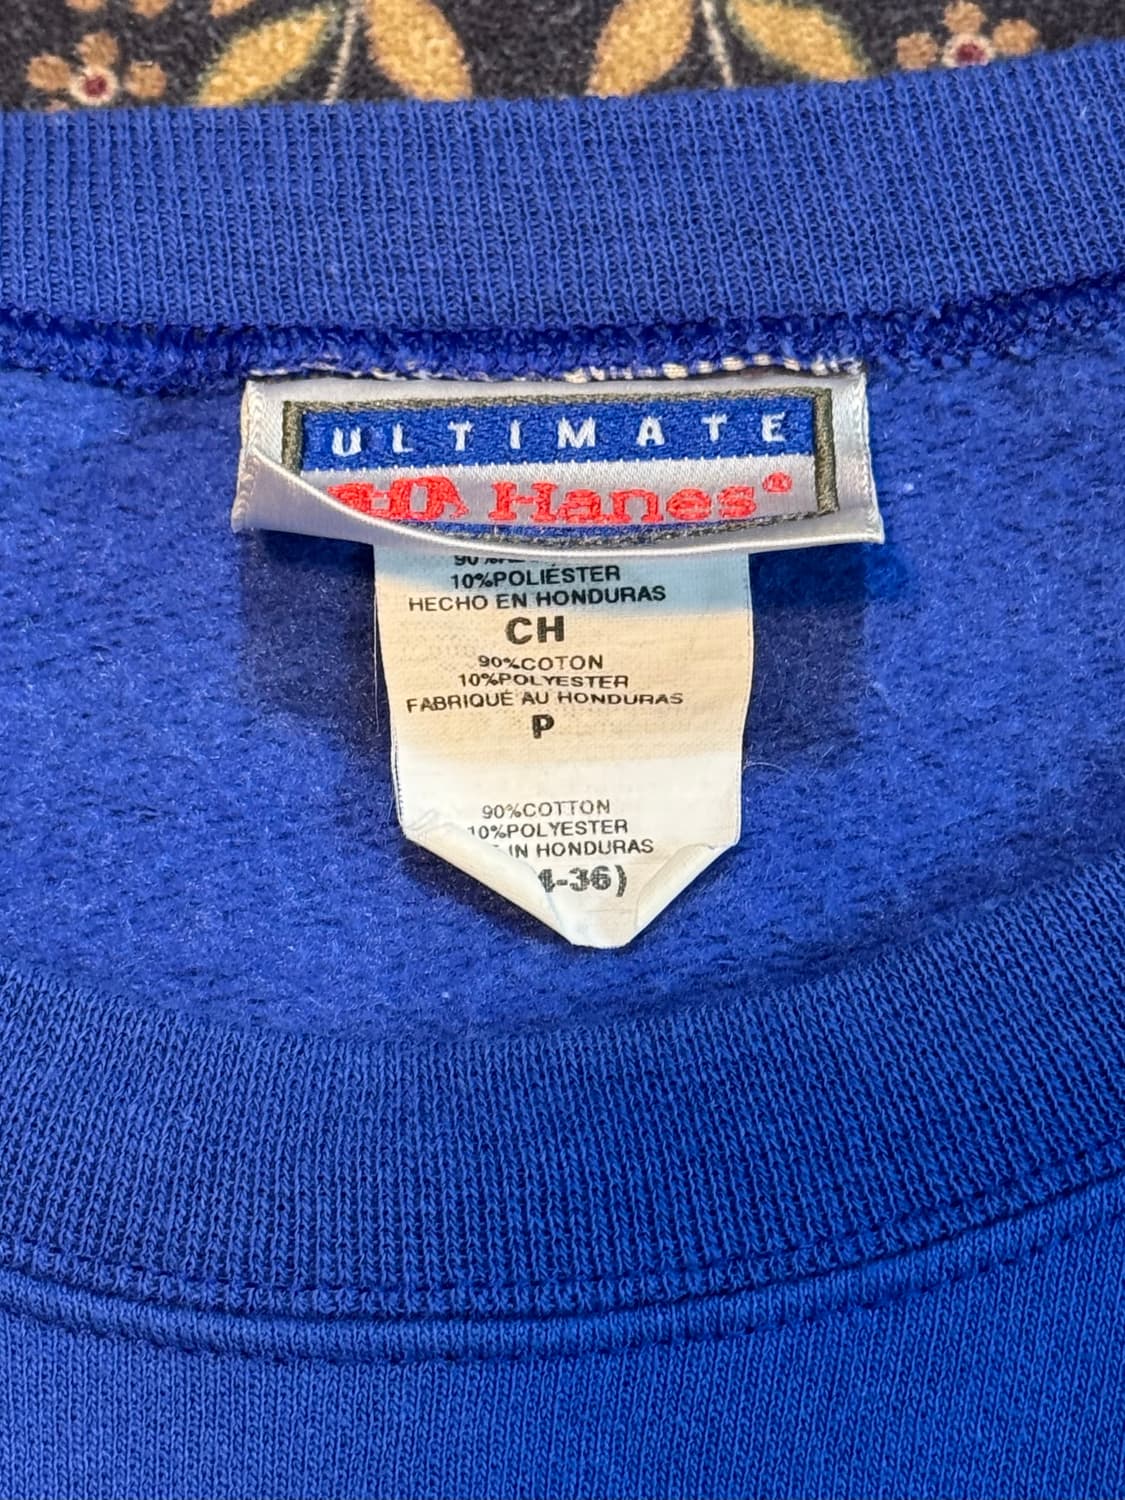 ULTIMATE
Hanes®
10%POLIÉSTER
HECHO EN HONDURAS
CH
90%COTON
10%POLYESTER
FABRIQUÉ AU HONDURAS
P
90%COTTON
10%POLYESTER
IN HONDURAS
-36)